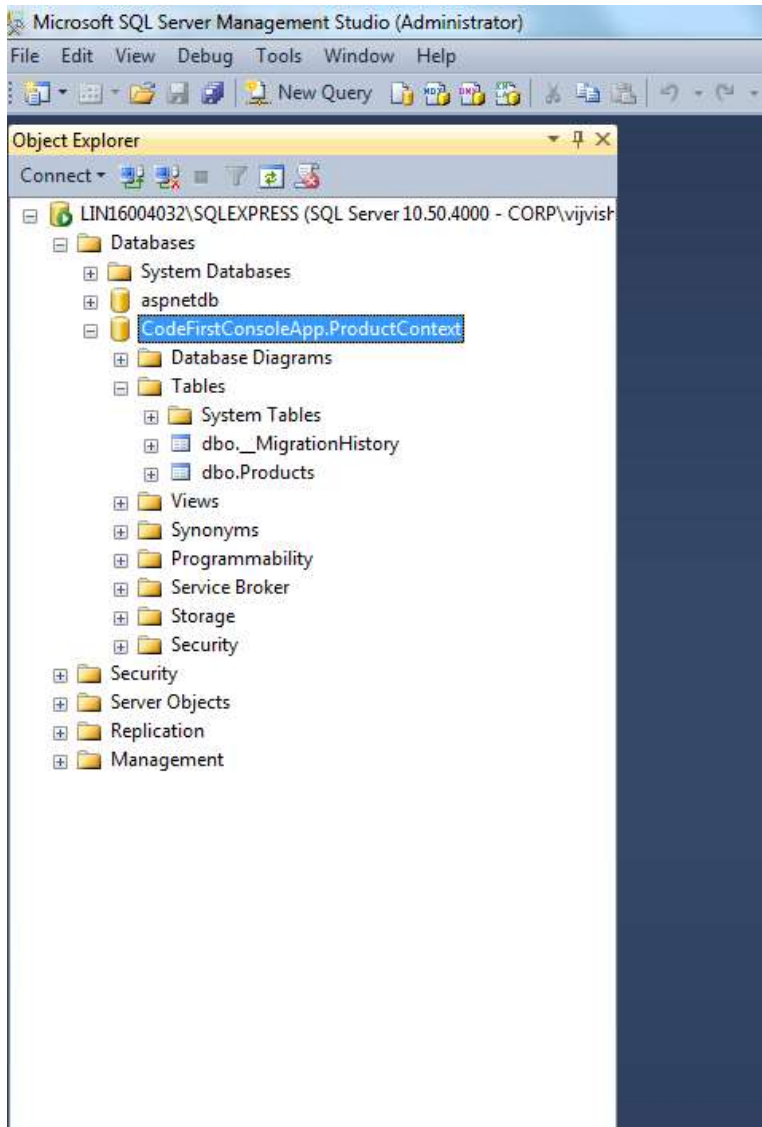 Microsoft SQL Server Management Studio (Administrator)
File Edit View Debug Tools Window Help
New Query
Object Explorer
Connect
LIN16004032\SQLEXPRESS (SQL Server 10.50.4000 - CORP\vijvish
Databases
System Databases
aspnetdb
CodeFirstConsoleApp.ProductContext
Database Diagrams
Tables
System Tables
dbo.__MigrationHistory
dbo.Products
Views
Synonyms
Programmability
Service Broker
Storage
Security
Security
Server Objects
Replication
Management